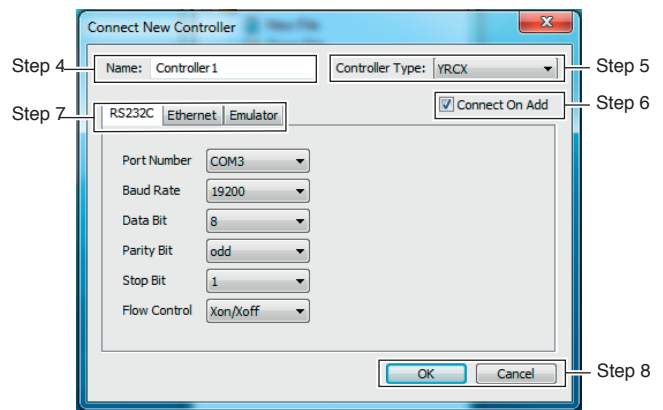 Connect New Controller
Step 4
Name: Controller1
Controller Type: YRCX
Step 5
Connect On Add
Step 6
Step 7
RS232C Ethernet Emulator
Port Number COM3
Baud Rate 19200
Data Bit 8
Parity Bit odd
Stop Bit 1
Flow Control Xon/Xoff
OK Cancel
Step 8